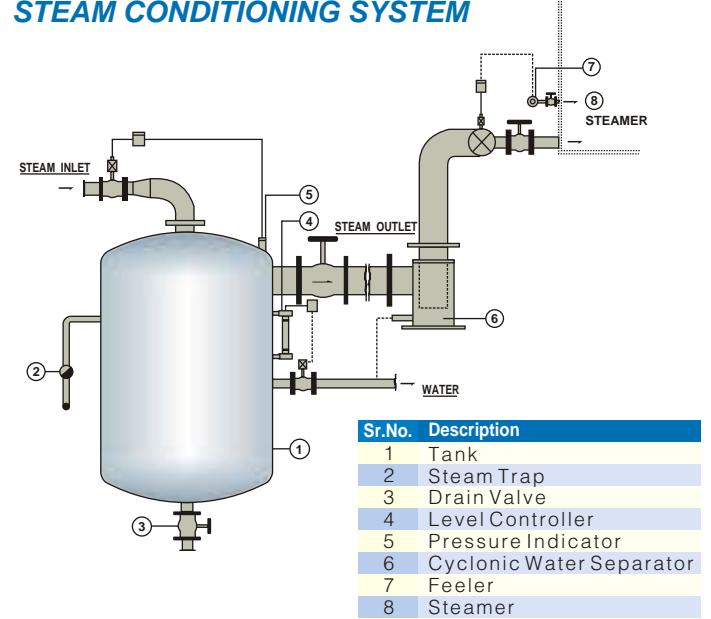 STEAM CONDITIONING SYSTEM
7
8
STEAMER
STEAM INLET
5
4
STEAM OUTLET
6
2
WATER
1
3
Sr.No. Description
1 Tank
2 Steam Trap
3 Drain Valve
4 Level Controller
5 Pressure Indicator
6 Cyclonic Water Separator
7 Feeler
8 Steamer